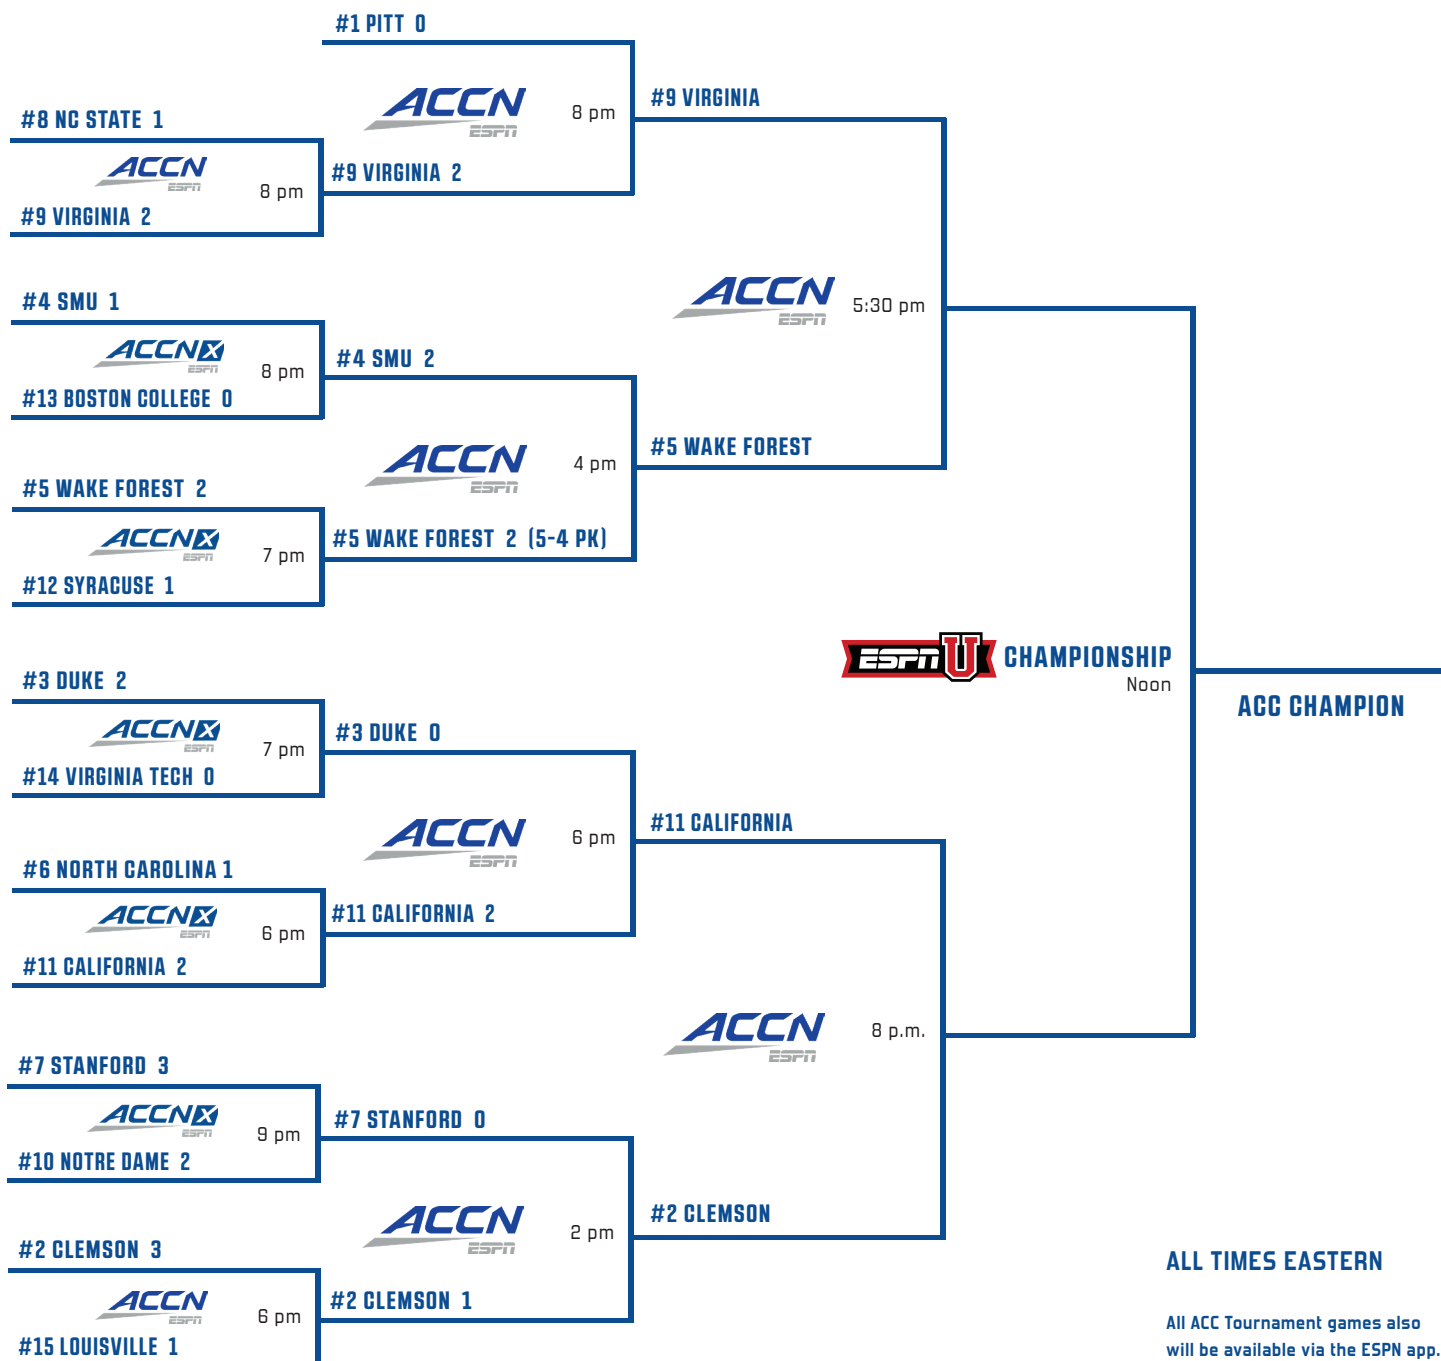 #1 PITT 0
ACCN
ESPN
8 pm
#9 VIRGINIA
#8 NC STATE 1
ACCN
ESPN
8 pm
#9 VIRGINIA 2
#9 VIRGINIA 2
#4 SMU 1
ACCNX
ESPN
8 pm
#13 BOSTON COLLEGE 0
#4 SMU 2
ACCN
ESPN
5:30 pm
ACCN
ESPN
4 pm
#5 WAKE FOREST
#5 WAKE FOREST 2
ACCNX
ESPN
7 pm
#12 SYRACUSE 1
#5 WAKE FOREST 2 (5-4 PK)
ESPNU CHAMPIONSHIP
Noon
ACC CHAMPION
#3 DUKE 2
ACCNX
ESPN
7 pm
#14 VIRGINIA TECH 0
#3 DUKE 0
ACCN
ESPN
6 pm
#11 CALIFORNIA
#6 NORTH CAROLINA 1
ACCNX
ESPN
6 pm
#11 CALIFORNIA 2
#11 CALIFORNIA 2
ACCN
ESPN
8 p.m.
#7 STANFORD 3
ACCNX
ESPN
9 pm
#10 NOTRE DAME 2
#7 STANFORD 0
ACCN
ESPN
2 pm
#2 CLEMSON
#2 CLEMSON 3
ACCN
ESPN
6 pm
#15 LOUISVILLE 1
#2 CLEMSON 1
ALL TIMES EASTERN
All ACC Tournament games also
will be available via the ESPN app.